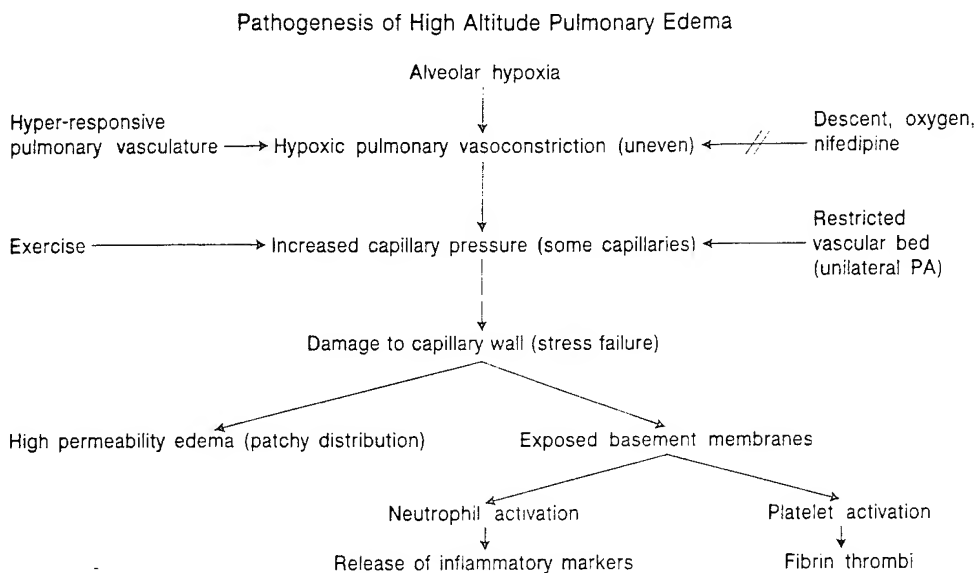 Pathogenesis of High Altitude Pulmonary Edema
Alveolar hypoxia
Hyper-responsive
pulmonary vasculature
Hypoxic pulmonary vasoconstriction (uneven)
Descent, oxygen,
nifedipine
Exercise
Increased capillary pressure (some capillaries)
Restricted
vascular bed
(unilateral PA)
Damage to capillary wall (stress failure)
High permeability edema (patchy distribution)
Exposed basement membranes
Neutrophil activation
Platelet activation
Release of inflammatory markers
Fibrin thrombi